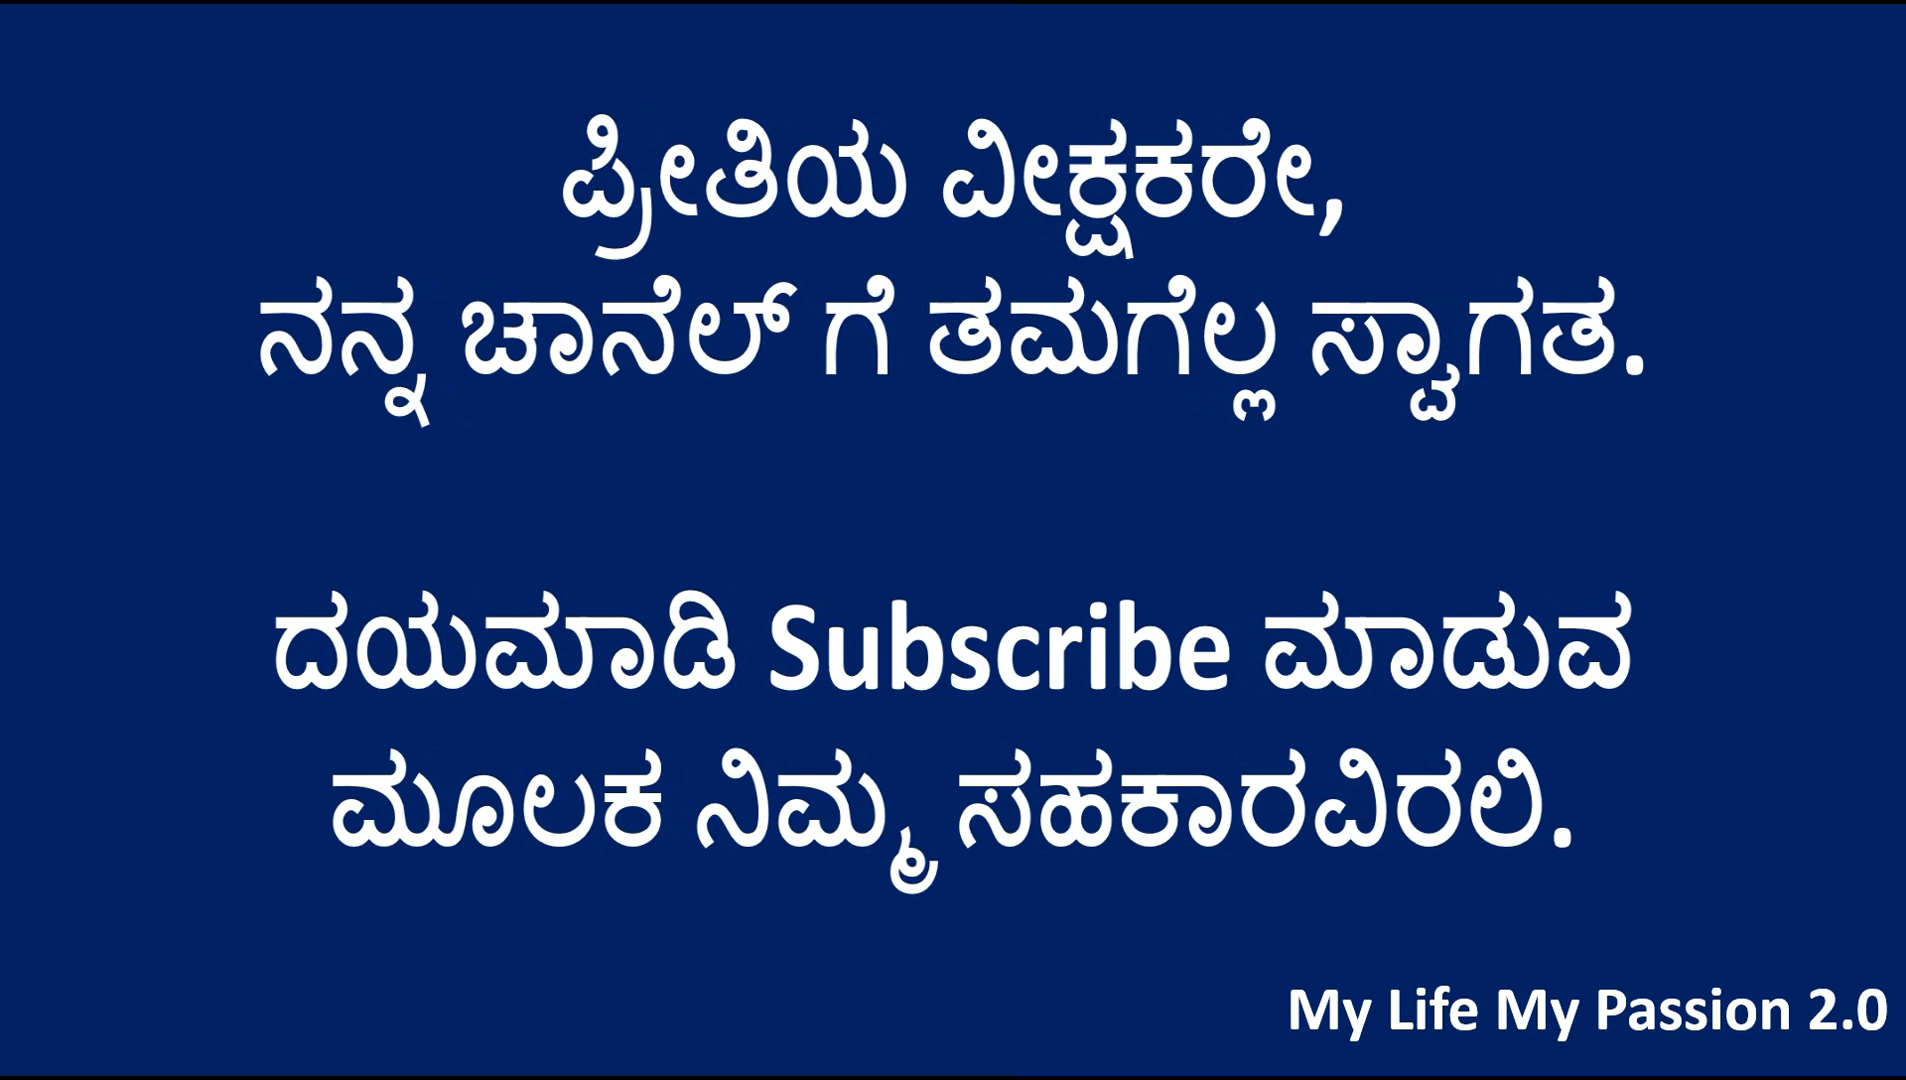 ಪ್ರೀತಿಯ ವೀಕ್ಷಕರೇ,
ನನ್ನ ಚಾನೆಲ್ ಗೆ ತಮಗೆಲ್ಲ ಸ್ವಾಗತ.
ದಯಮಾಡಿ Subscribe ಮಾಡುವ
ಮೂಲಕ ನಿಮ್ಮ ಸಹಕಾರವಿರಲಿ.
My Life My Passion 2.0